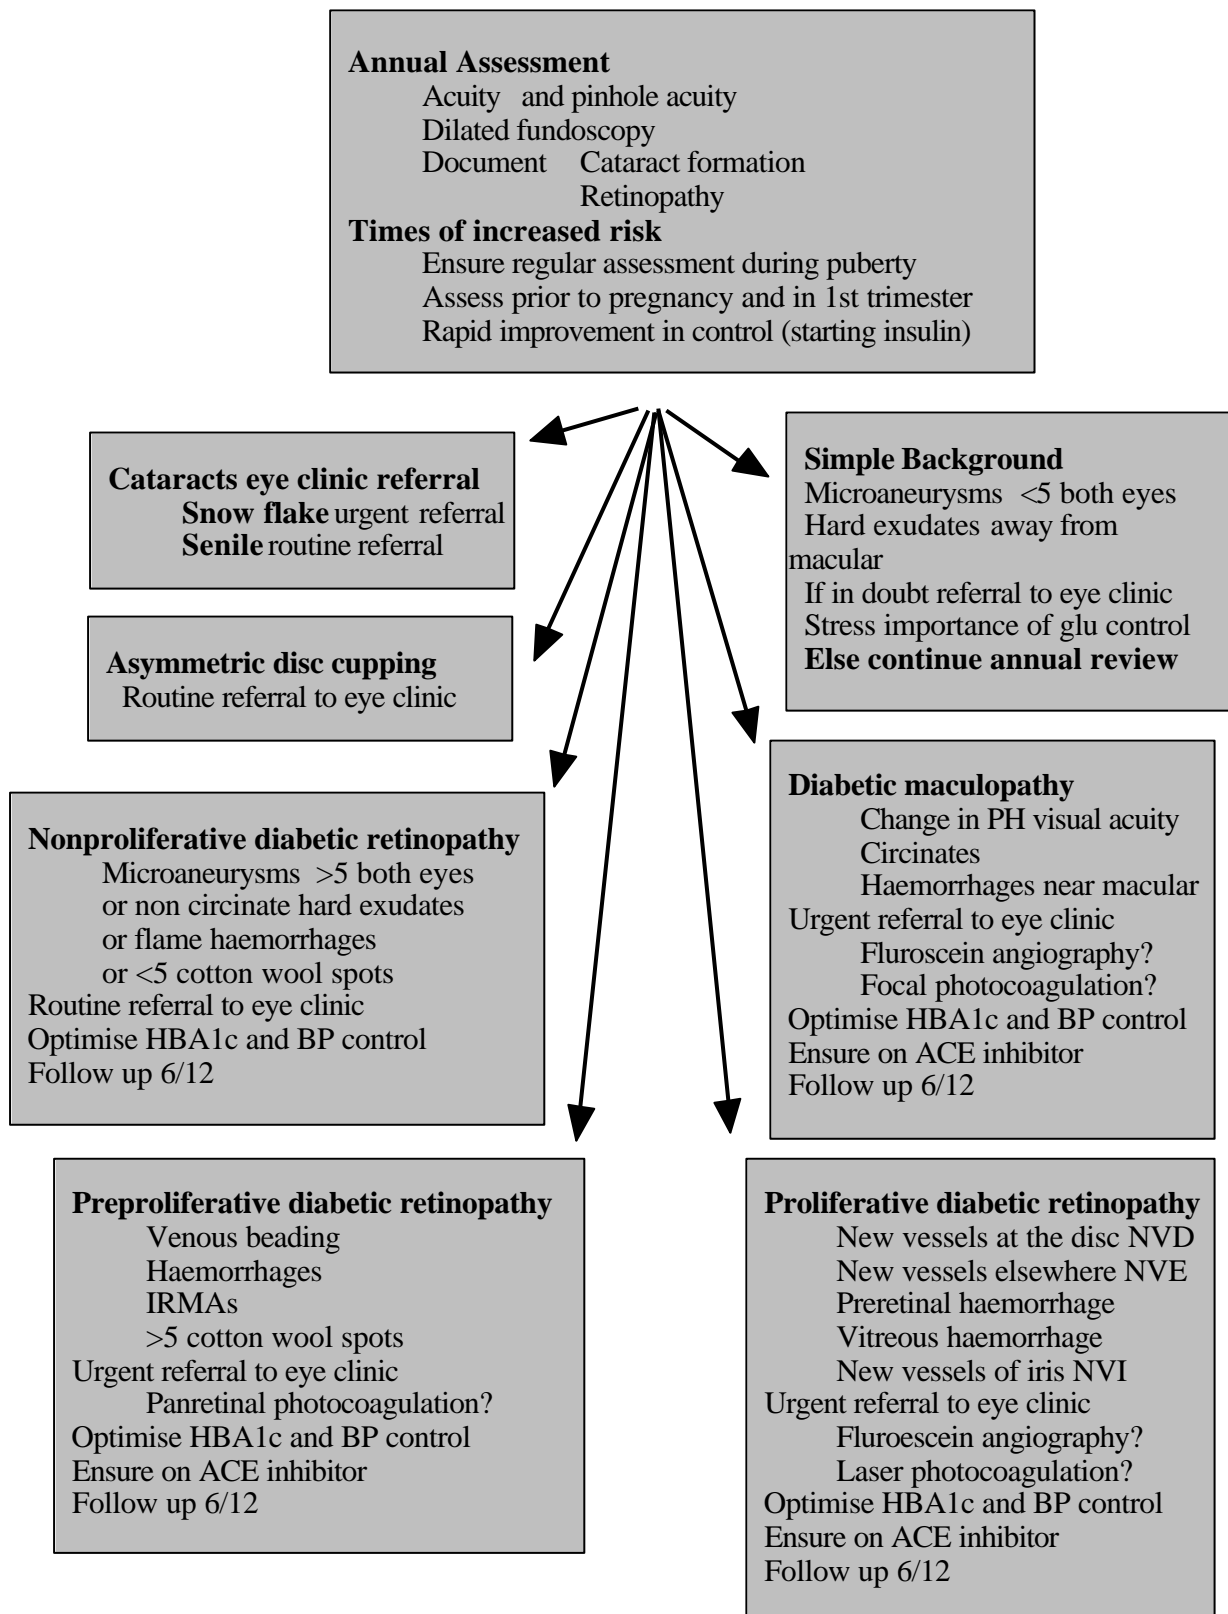 Annual Assessment
Acuity and pinhole acuity
Dilated fundoscopy
Document Cataract formation
Retinopathy
Times of increased risk
Ensure regular assessment during puberty
Assess prior to pregnancy and in 1st trimester
Rapid improvement in control (starting insulin)
Cataracts eye clinic referral
Snow flake urgent referral
Senile routine referral
Simple Background
Microaneurysms <5 both eyes
Hard exudates away from
macular
If in doubt referral to eye clinic
Stress importance of glu control
Else continue annual review
Asymmetric disc cupping
Routine referral to eye clinic
Nonproliferative diabetic retinopathy
Microaneurysms >5 both eyes
or non circinate hard exudates
or flame haemorrhages
or <5 cotton wool spots
Routine referral to eye clinic
Optimise HBA1c and BP control
Follow up 6/12
Diabetic maculopathy
Change in PH visual acuity
Circinates
Haemorrhages near macular
Urgent referral to eye clinic
Fluroscein angiography?
Focal photocoagulation?
Optimise HBA1c and BP control
Ensure on ACE inhibitor
Follow up 6/12
Preproliferative diabetic retinopathy
Venous beading
Haemorrhages
IRMAs
>5 cotton wool spots
Urgent referral to eye clinic
Panretinal photocoagulation?
Optimise HBA1c and BP control
Ensure on ACE inhibitor
Follow up 6/12
Proliferative diabetic retinopathy
New vessels at the disc NVD
New vessels elsewhere NVE
Preretinal haemorrhage
Vitreous haemorrhage
New vessels of iris NVI
Urgent referral to eye clinic
Fluroescein angiography?
Laser photocoagulation?
Optimise HBA1c and BP control
Ensure on ACE inhibitor
Follow up 6/12